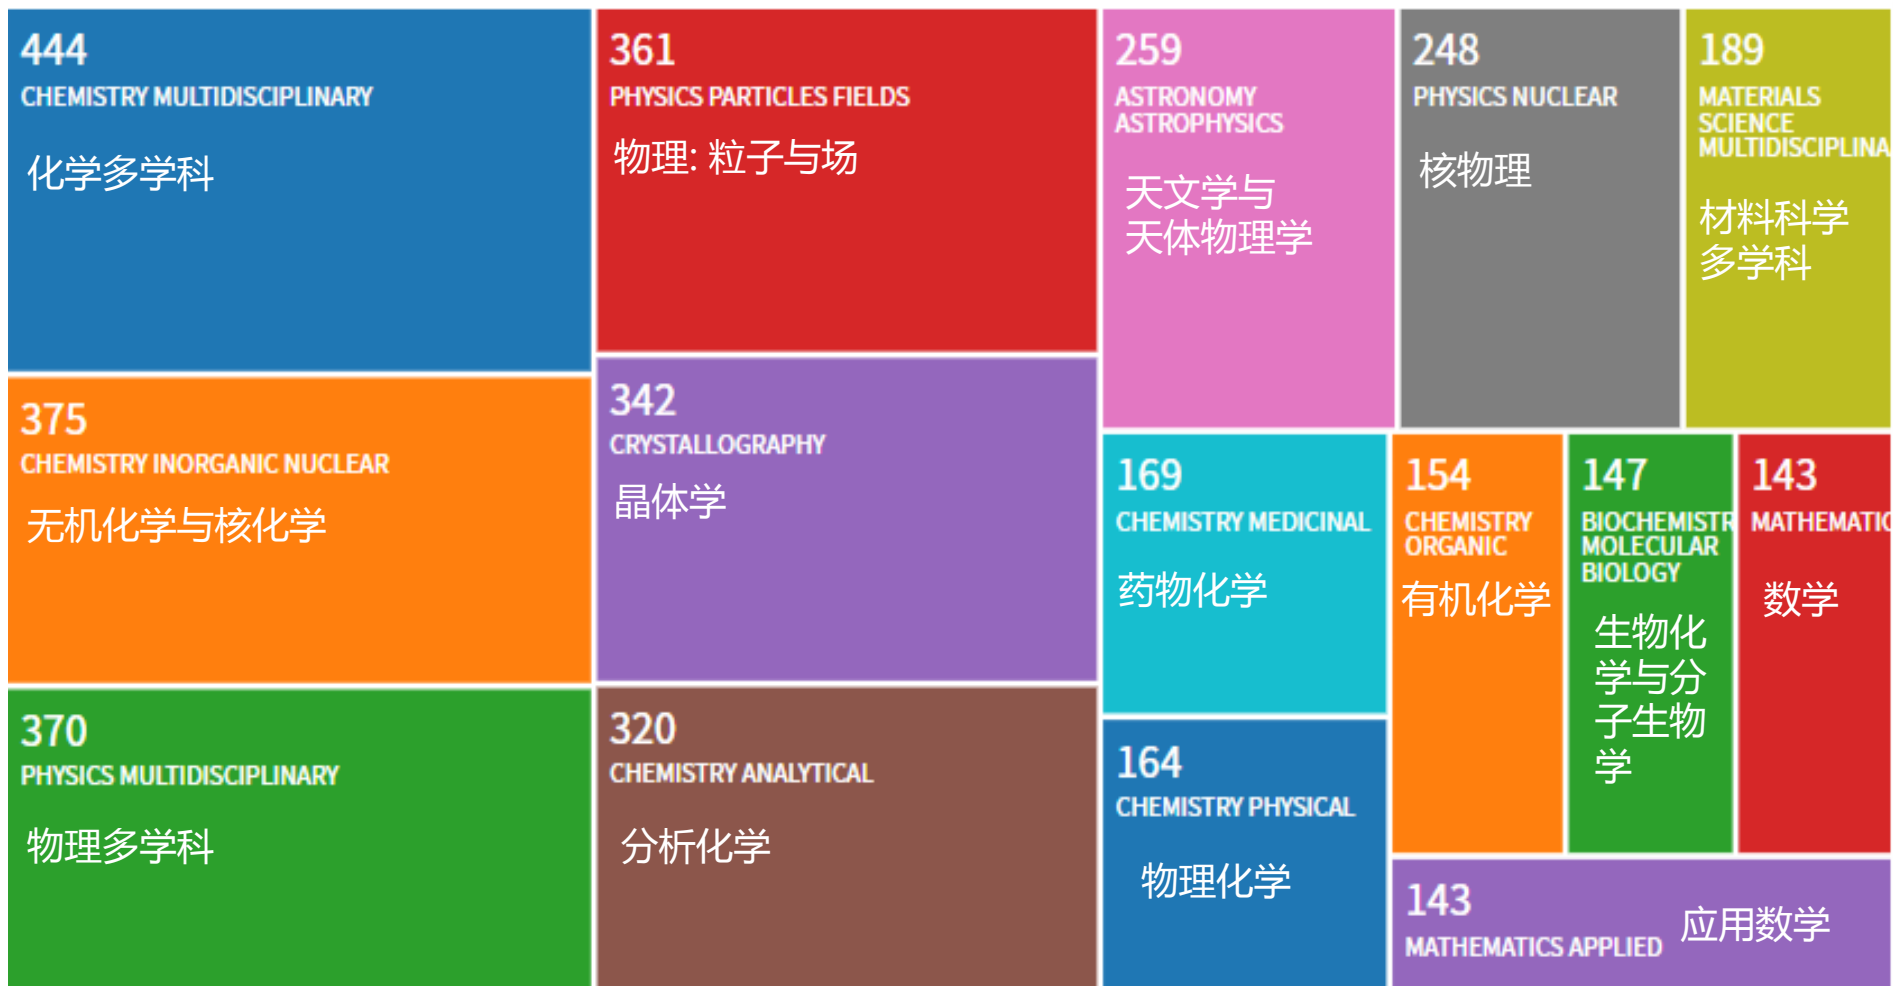 444
CHEMISTRY MULTIDISCIPLINARY
化学多学科
375
CHEMISTRY INORGANIC NUCLEAR
无机化学与核化学
370
PHYSICS MULTIDISCIPLINARY
物理多学科
361
PHYSICS PARTICLES FIELDS
物理: 粒子与场
342
CRYSTALLOGRAPHY
晶体学
320
CHEMISTRY ANALYTICAL
分析化学
259
ASTRONOMY
ASTROPHYSICS
天文学与
天体物理学
248
PHYSICS NUCLEAR
核物理
189
MATERIALS
SCIENCE
MULTIDISCIPLINA
材料科学
多学科
169
CHEMISTRY MEDICINAL
药物化学
164
CHEMISTRY PHYSICAL
物理化学
154
CHEMISTRY
ORGANIC
有机化学
147
BIOCHEMISTR
MOLECULAR
BIOLOGY
生物化
学与分
子生物
学
143
MATHEMATIC
数学
143
MATHEMATICS APPLIED
应用数学